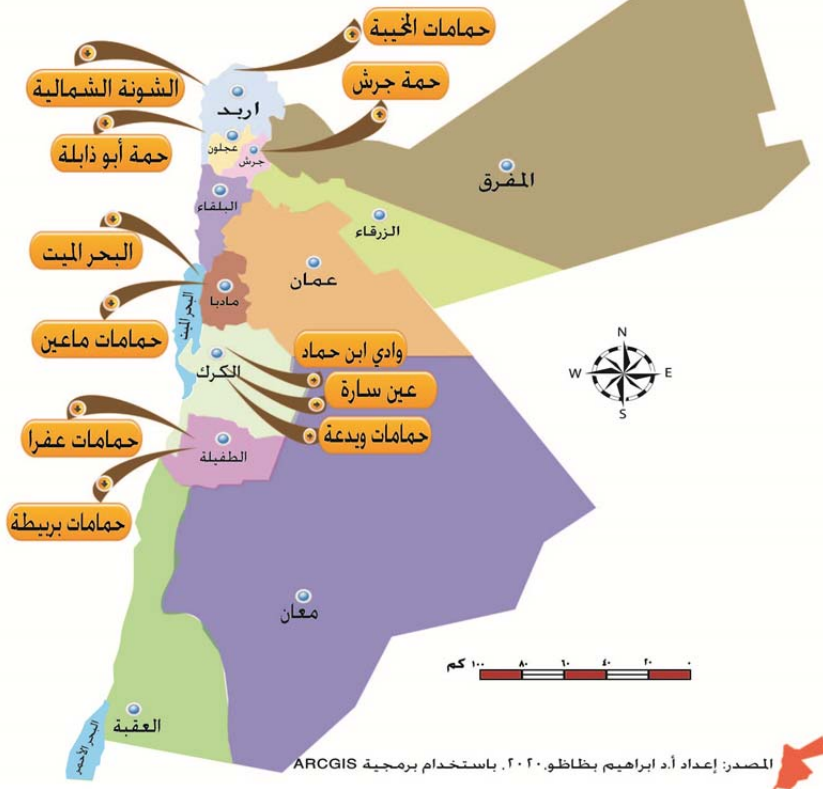 حمامات المخيبة
الشونة الشمالية
حمة جرش
اربد
حمة أبو ذابلة
عجلون
جرش
المفرق
البلقاء
الزرقاء
البحر الميت
عمان
مادبا
البحر الميت
حمامات ماعين
وادي ابن حماد
الكرك
عين سارة
حمامات ويدعة
حمامات عفرا
الطفيلة
حمامات بربيطة
N
W E
S
معان
كم ١٠٠ ٨٠ ٦٠ ٤٠ ٢٠ ٠
العقبة
البحر الأحمر
المصدر: إعداد أ.د ابراهيم بظاظو،٢٠٢٠، باستخدام برمجية ARCGIS